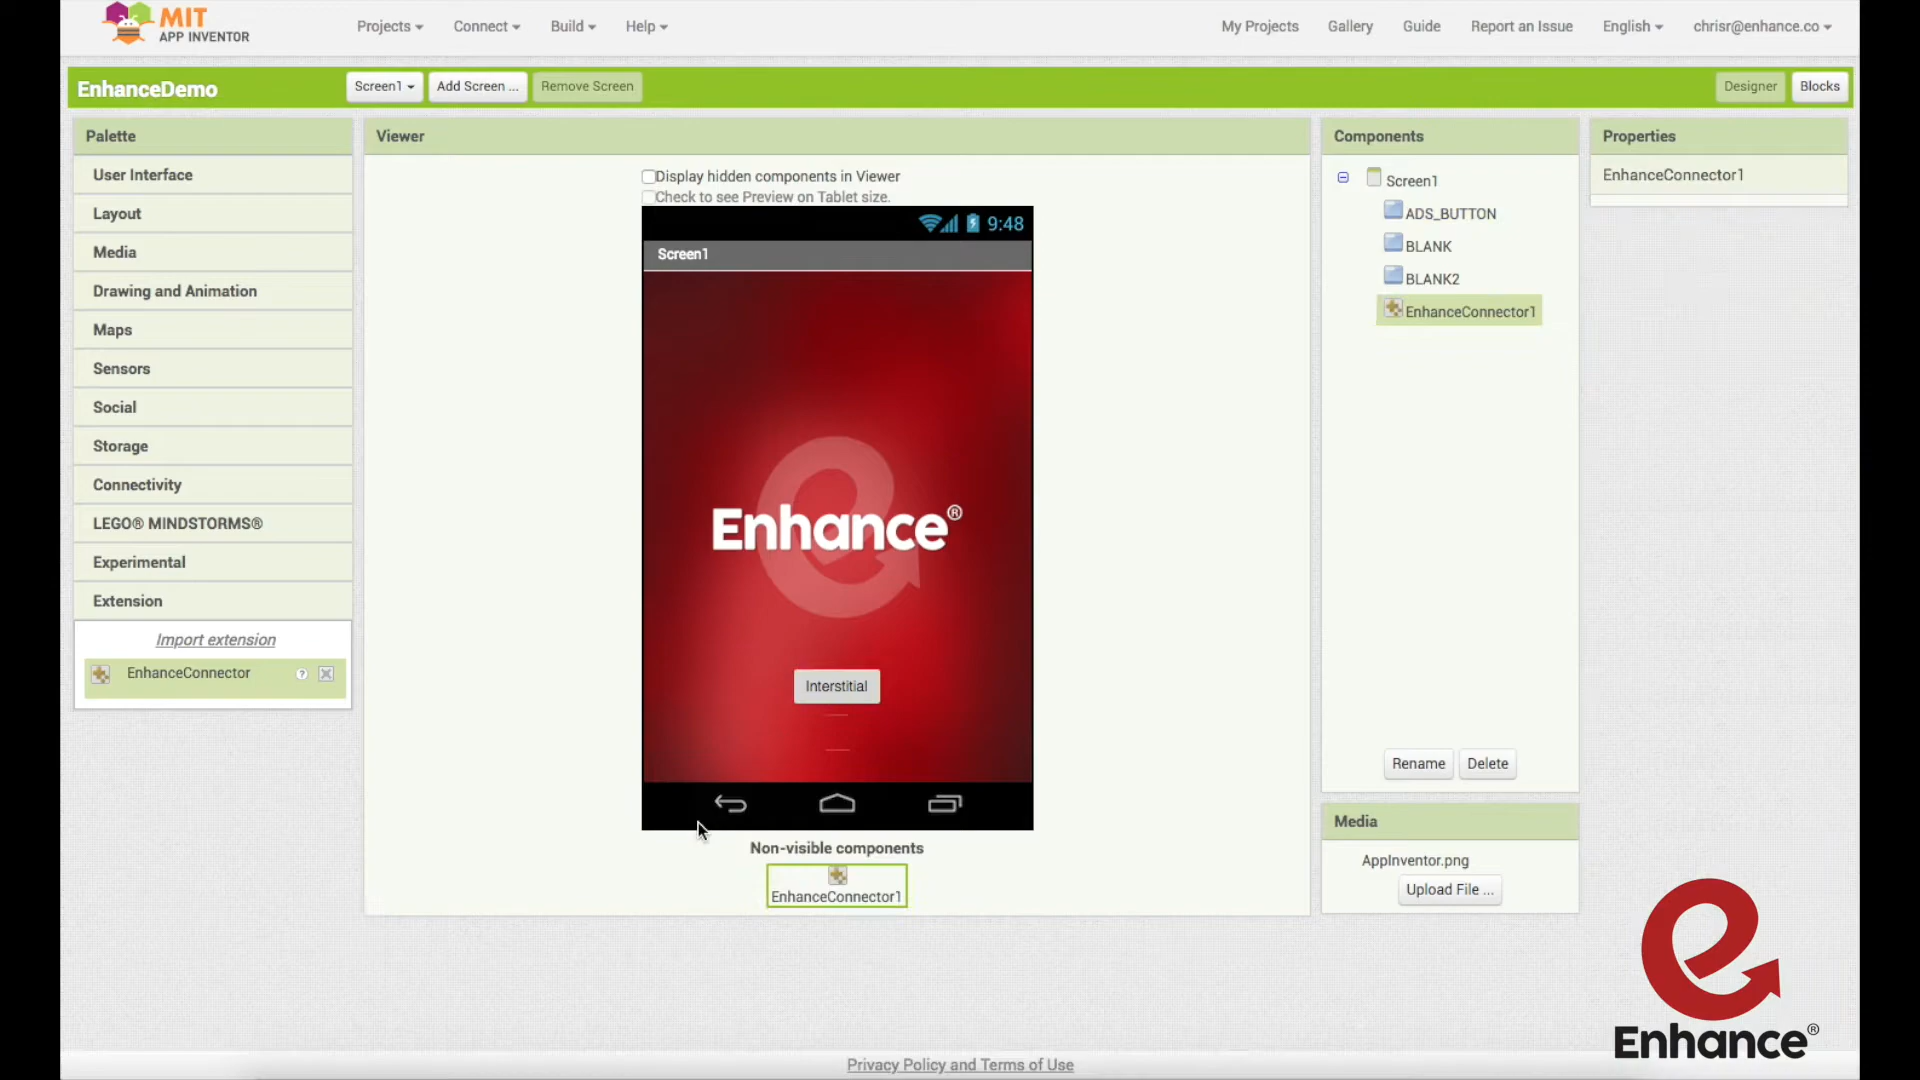 MIT
APP INVENTOR
Projects
Connect
Build
Help
My Projects
Gallery
Guide
Report an Issue
English
chrisr@enhance.co
EnhanceDemo
Screen1
Add Screen ...
Remove Screen
Designer
Blocks
Palette
User Interface
Layout
Media
Drawing and Animation
Maps
Sensors
Social
Storage
Connectivity
LEGO® MINDSTORMS®
Experimental
Extension
Import extension
EnhanceConnector
?
Viewer
Display hidden components in Viewer
Check to see Preview on Tablet size.
9:48
Screen1
Enhance®
Interstitial
Non-visible components
EnhanceConnector1
Components
Screen1
ADS_BUTTON
BLANK
BLANK2
EnhanceConnector1
Rename
Delete
Media
AppInventor.png
Upload File ...
Properties
EnhanceConnector1
Enhance®
Privacy Policy and Terms of Use